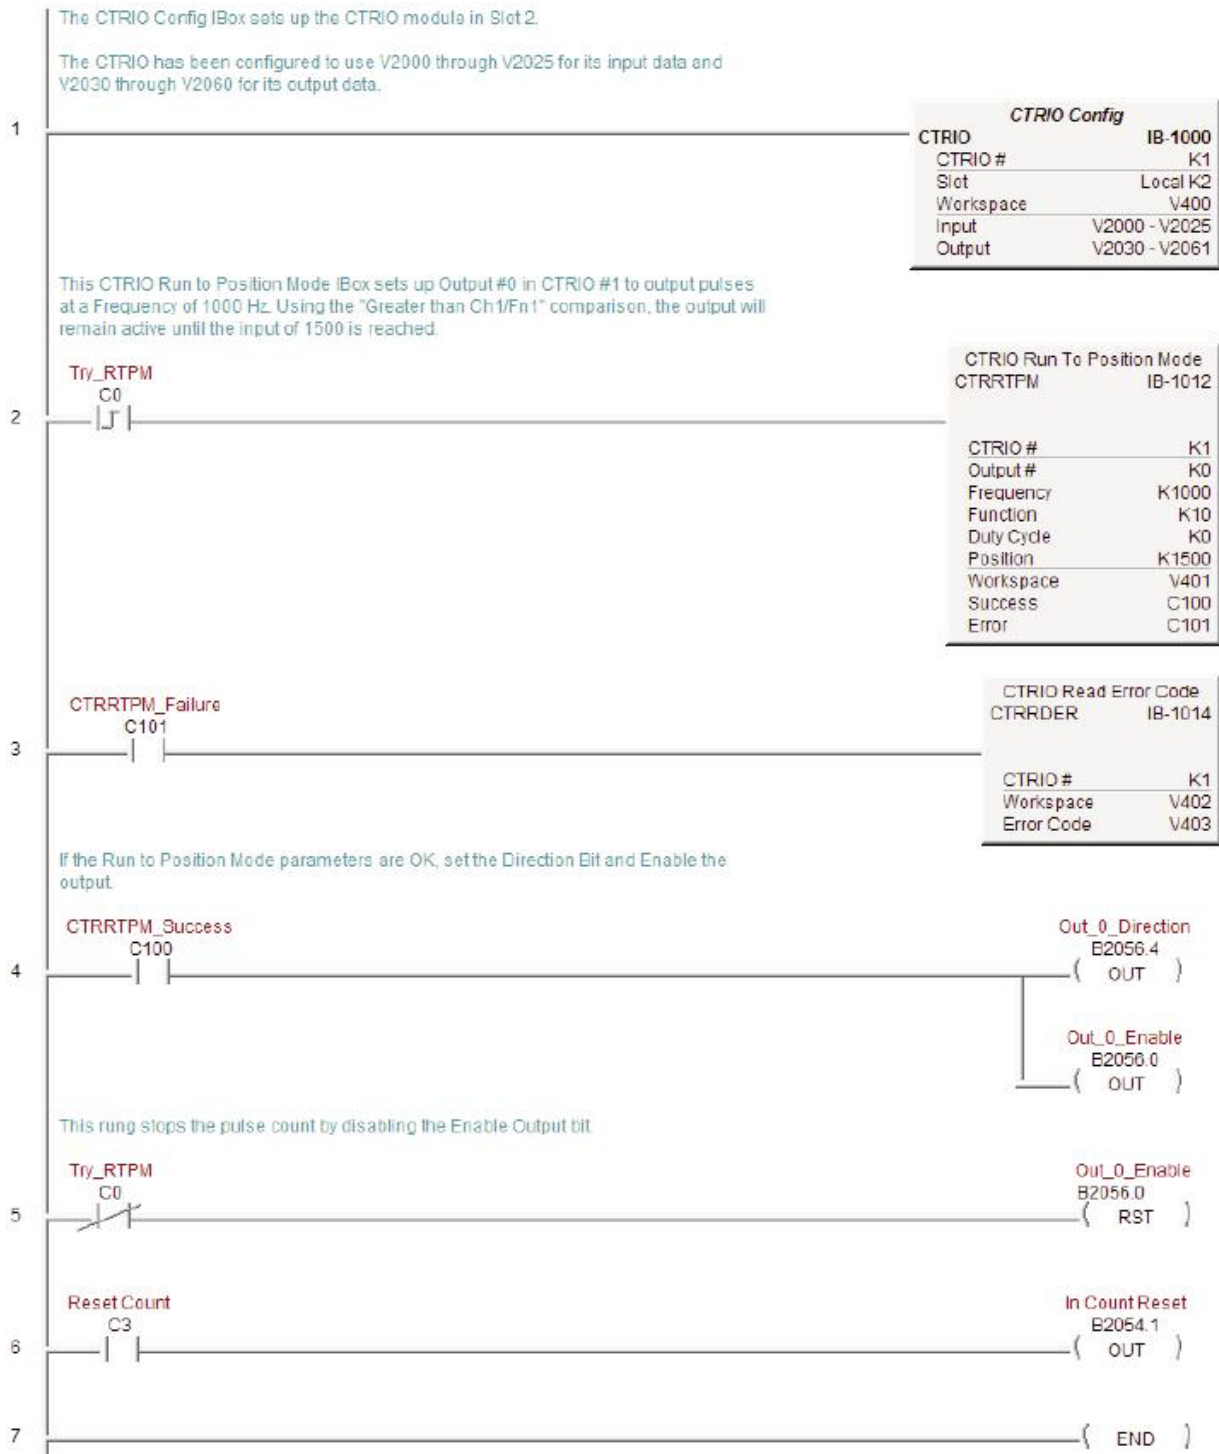 The CTRIO Config IBox sets up the CTRIO module in Slot 2.
The CTRIO has been configured to use V2000 through V2025 for its input data and
V2030 through V2060 for its output data.
1
CTRIO Config
CTRIO IB-1000
CTRIO # K1
Slot Local K2
Workspace V400
Input V2000 - V2025
Output V2030 - V2061
This CTRIO Run to Position Mode IBox sets up Output #0 in CTRIO #1 to output pulses
at a Frequency of 1000 Hz. Using the "Greater than Ch1/Fn1" comparison, the output will
remain active until the input of 1500 is reached.
Try_RTPM
C0
2
CTRIO Run To Position Mode
CTRRTPM IB-1012
CTRIO # K1
Output # K0
Frequency K1000
Function K10
Duty Cycle K0
Position K1500
Workspace V401
Success C100
Error C101
CTRRTPM_Failure
C101
3
CTRIO Read Error Code
CTRRDER IB-1014
CTRIO # K1
Workspace V402
Error Code V403
If the Run to Position Mode parameters are OK, set the Direction Bit and Enable the
output.
CTRRTPM_Success
C100
4
Out_0_Direction
B2056.4
OUT
Out_0_Enable
B2056.0
OUT
This rung stops the pulse count by disabling the Enable Output bit.
Try_RTPM
C0
5
Out_0_Enable
B2056.0
RST
Reset Count
C3
6
In Count Reset
B2054.1
OUT
7
END